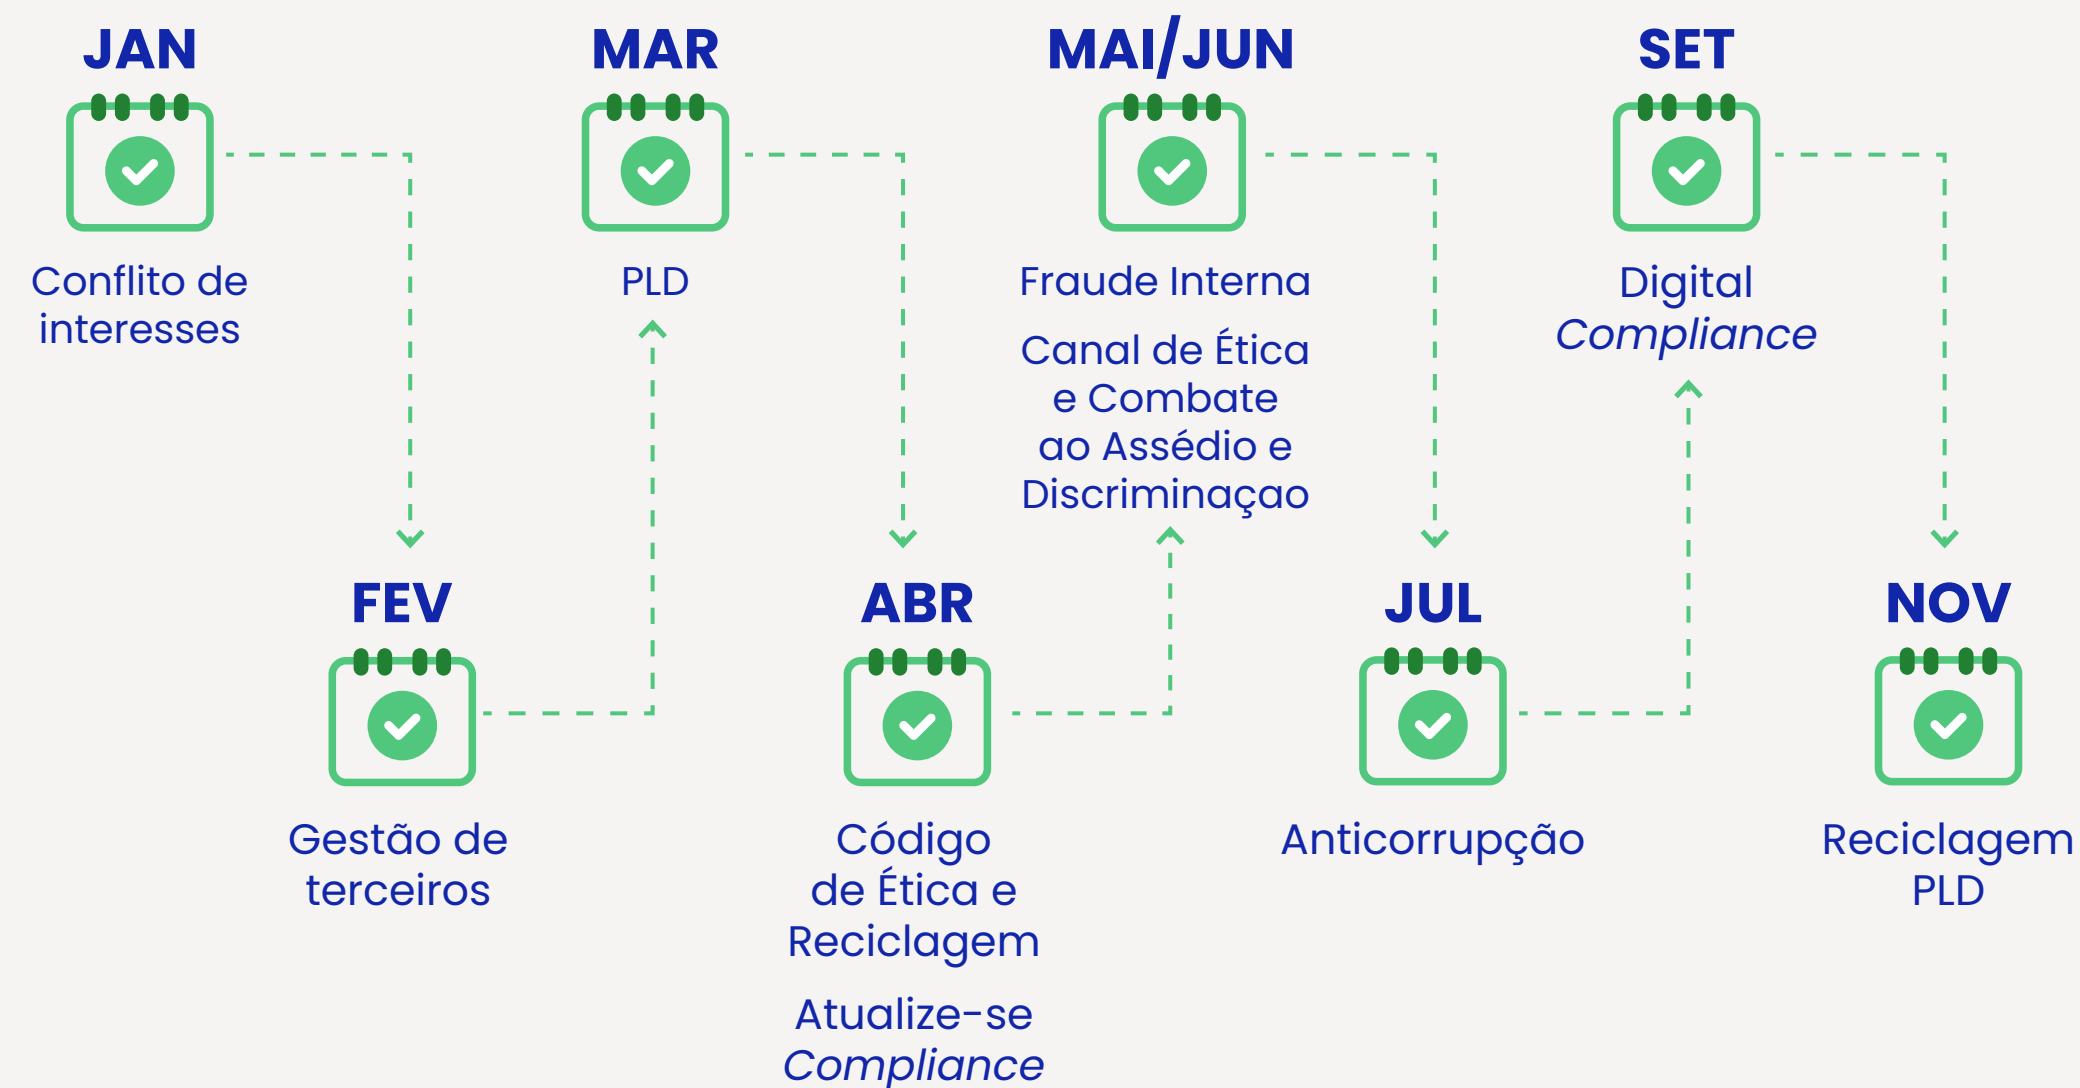 JAN
Conflito de
interesses
FEV
Gestão de
terceiros
MAR
PLD
ABR
Código
de Ética e
Reciclagem
Atualize-se
Compliance
MAI/JUN
Fraude Interna
Canal de Ética
e Combate
ao Assédio e
Discriminaçao
JUL
Anticorrupção
SET
Digital
Compliance
NOV
Reciclagem
PLD